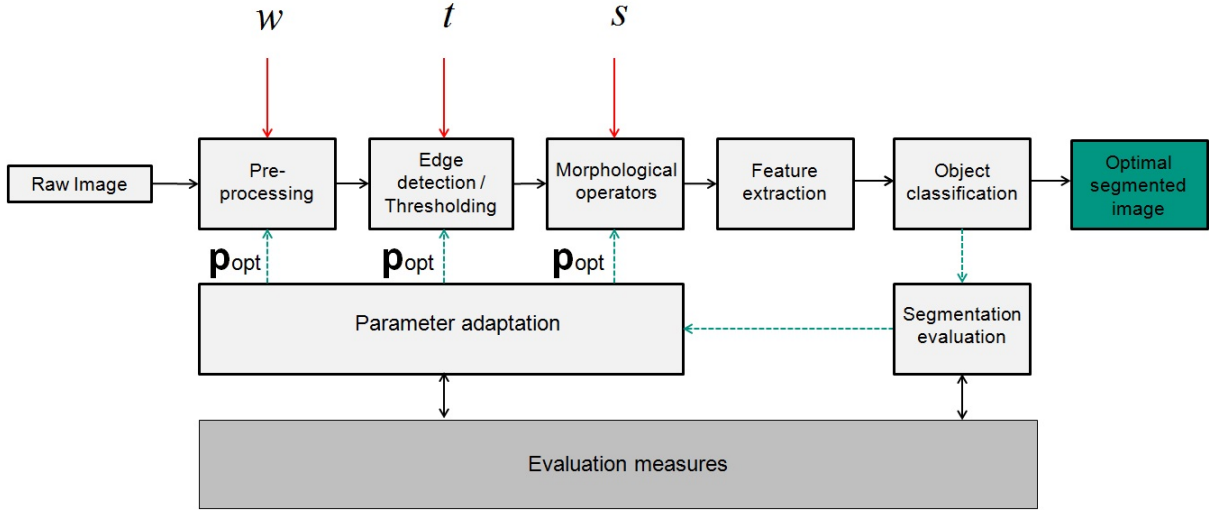 w
t
s
Raw Image
Pre-
processing
Edge
detection /
Thresholding
Morphological
operators
Feature
extraction
Object
classification
Optimal
segmented
image
popt
popt
popt
Parameter adaptation
Segmentation
evaluation
Evaluation measures